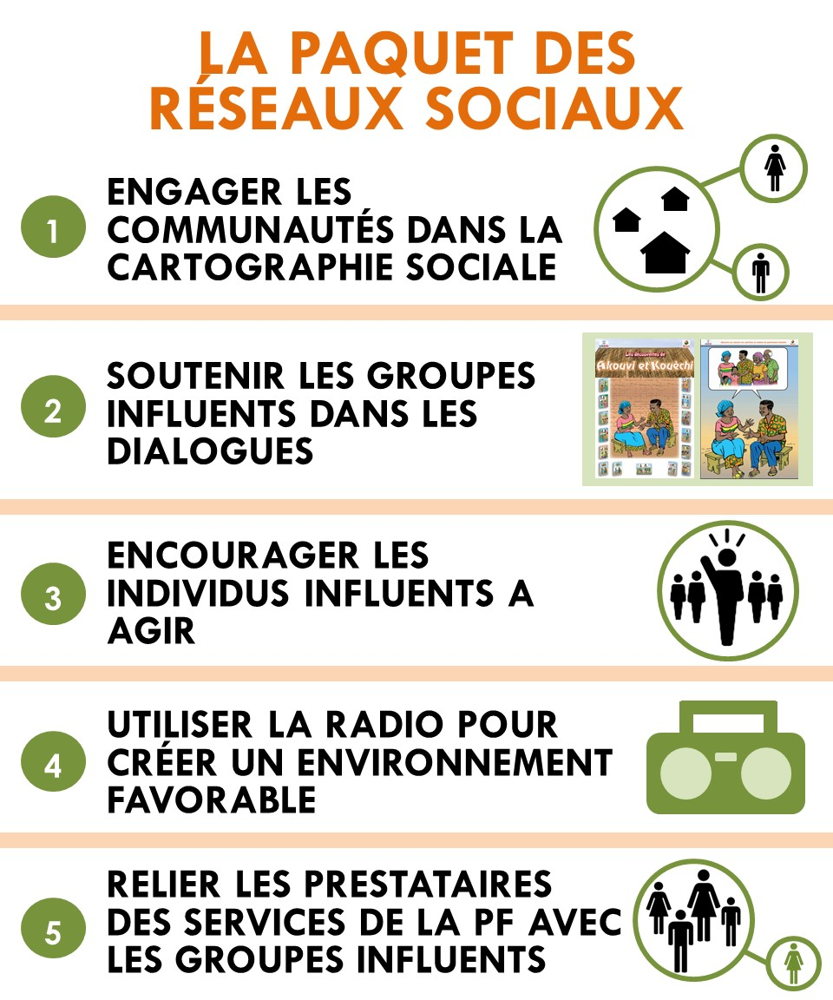 LA PAQUET DES
RÉSEAUX SOCIAUX
1
ENGAGER LES
COMMUNAUTÉS DANS LA
CARTOGRAPHIE SOCIALE
2
SOUTENIR LES GROUPES
INFLUENTS DANS LES
DIALOGUES
Les découvertes de
Akouvi et Kouechi
3
ENCOURAGER LES
INDIVIDUS INFLUENTS A
AGIR
4
UTILISER LA RADIO POUR
CRÉER UN ENVIRONNEMENT
FAVORABLE
5
RELIER LES PRESTATAIRES
DES SERVICES DE LA PF AVEC
LES GROUPES INFLUENTS